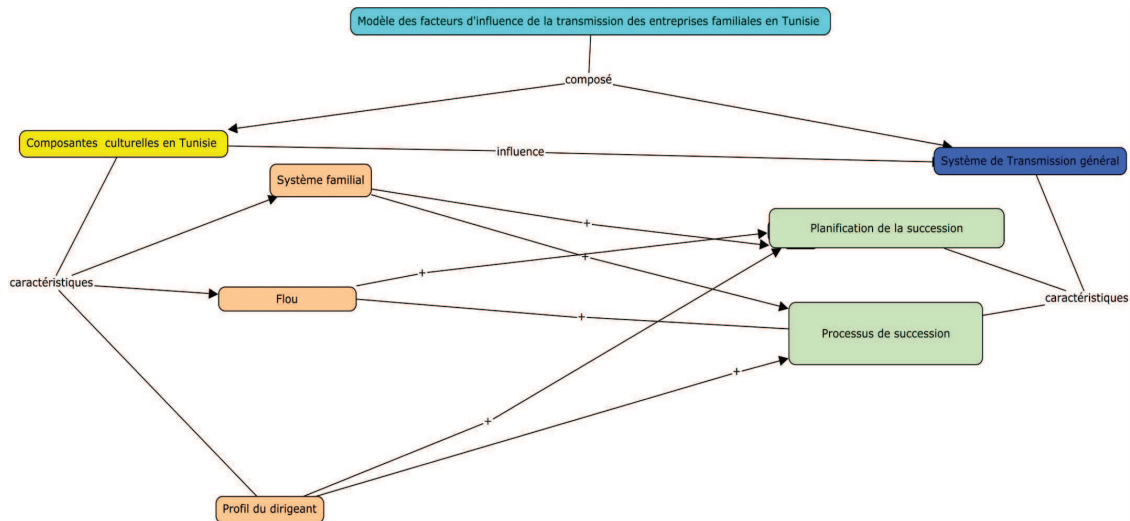 Modèle des facteurs d'influence de la transmission des entreprises familiales en Tunisie
composé
Composantes culturelles en Tunisie
influence
Système de Transmission général
Système familial
+
Planification de la succession
+
+
caractéristiques
Flou
caractéristiques
+
Processus de succession
+
+
Profil du dirigeant